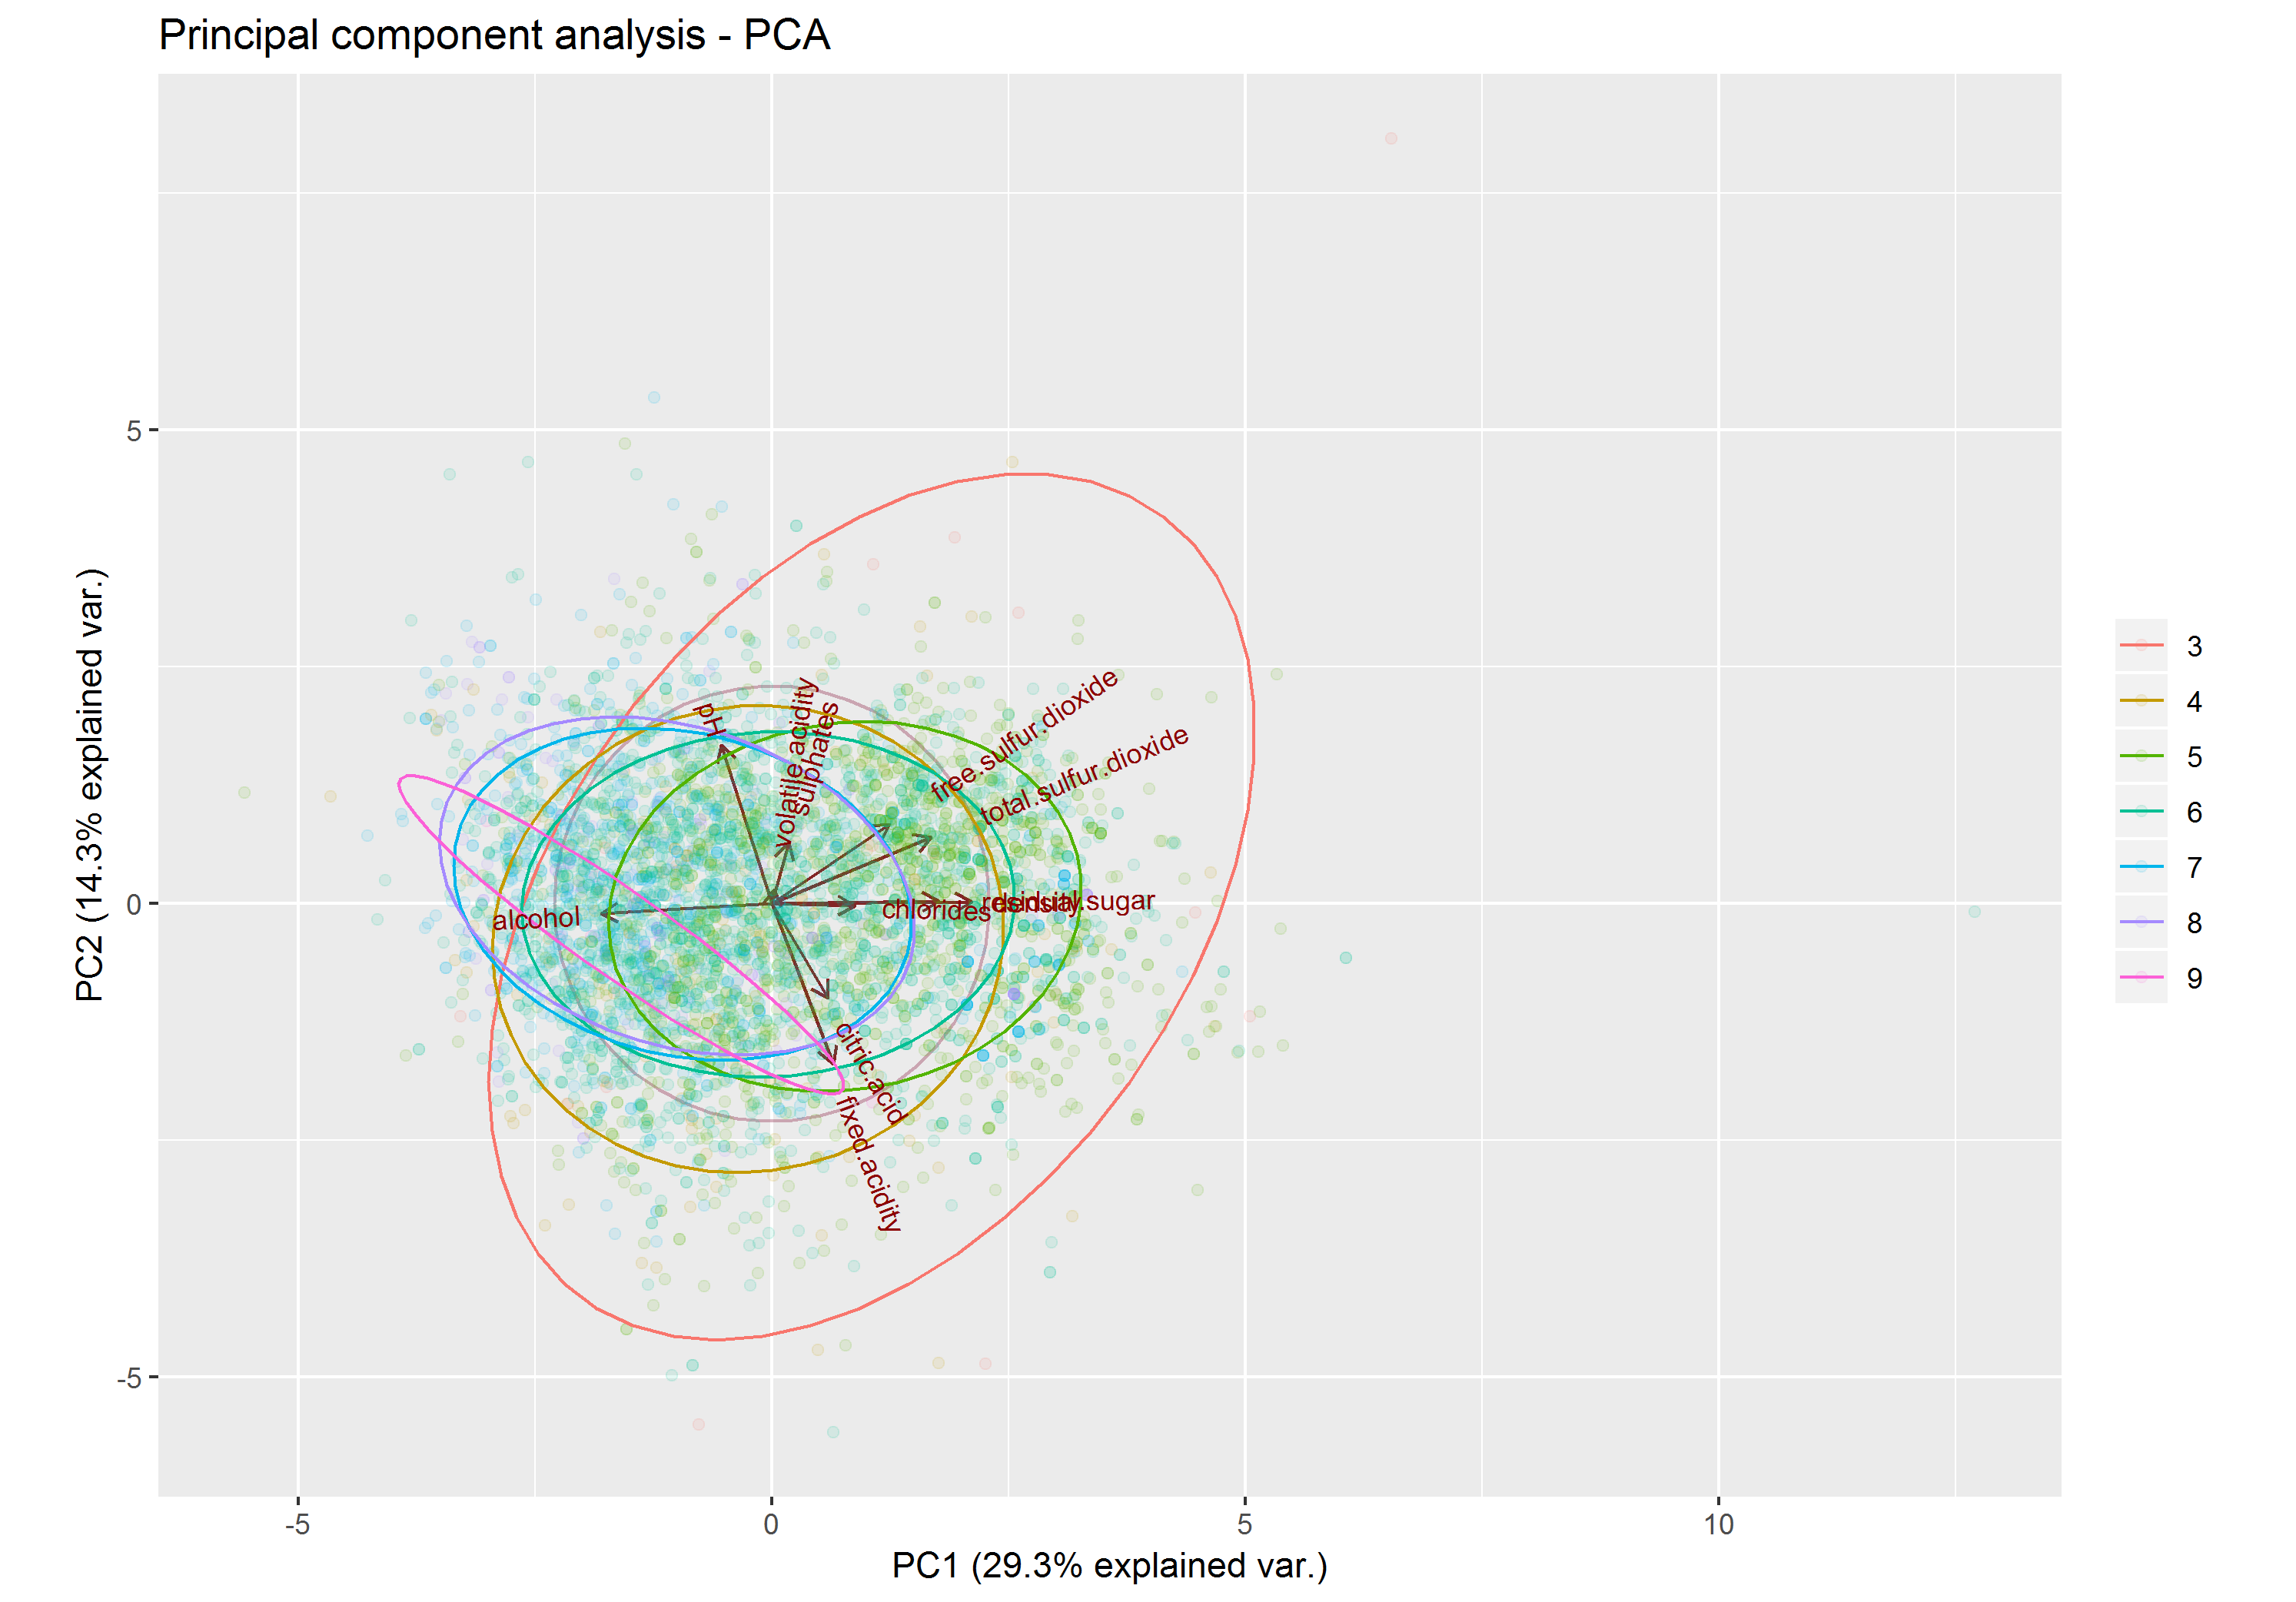 Principal component analysis - PCA
PC2 (14.3% explained var.)
5
0
-5
pH
volatile.acidity
sulphates
free.sulfur.dioxide
total.sulfur.dioxide
alcohol
chlorides
density
residual.sugar
citric.acid
fixed.acidity
3
4
5
6
7
8
9
-5
0
5
10
PC1 (29.3% explained var.)